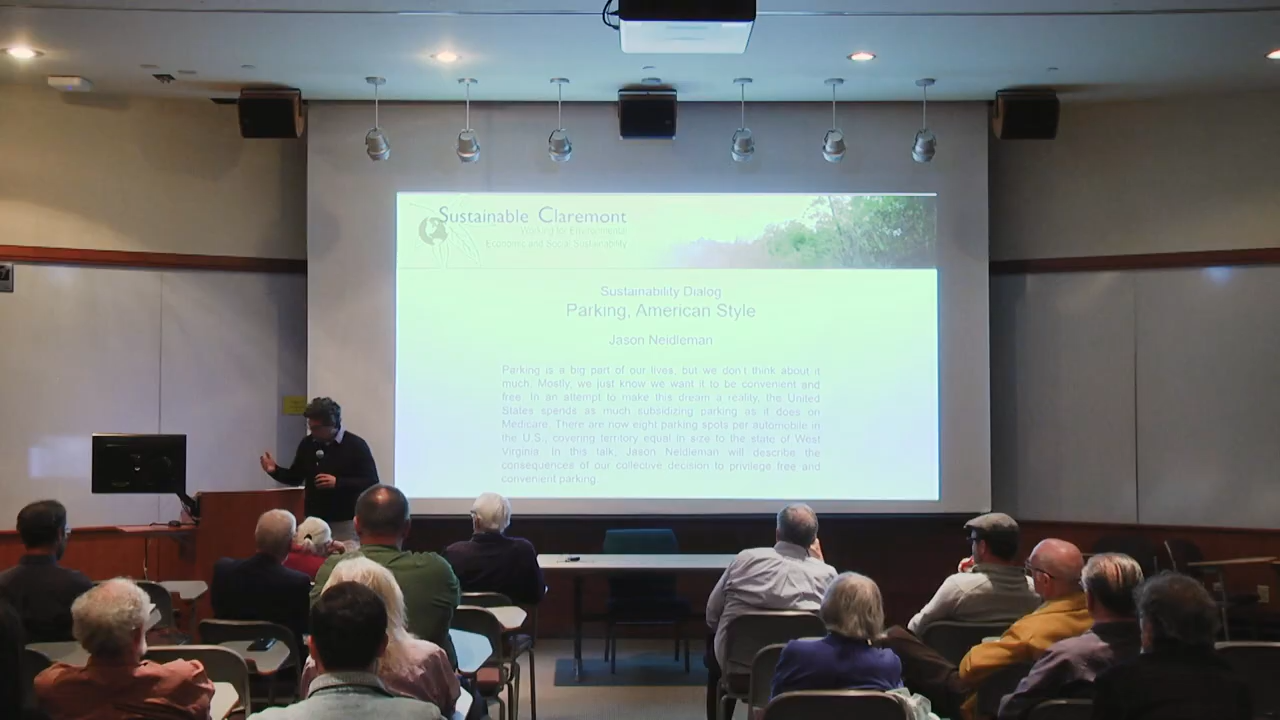 Sustainable Claremont
Working for Environmental
Economic and Social Sustainability
Sustainability Dialog
Parking, American Style
Jason Neidleman
Parking is a big part of our lives, but we don't think about it
much. Mostly, we just know we want it to be convenient and
free. In an attempt to make this dream a reality, the United
States spends as much subsidizing parking as it does on
Medicare. There are now eight parking spots per automobile in
the U.S., covering territory equal in size to the state of West
Virginia. In this talk, Jason Neidleman will describe the
consequences of our collective decision to privilege free and
convenient parking.